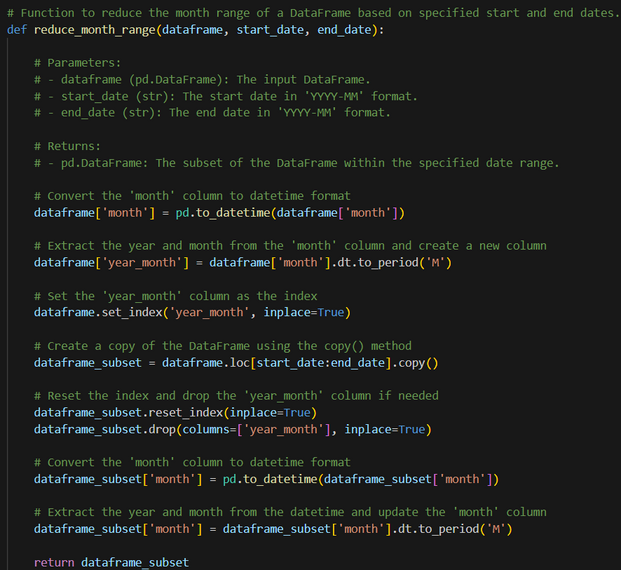 # Function to reduce the month range of a DataFrame based on specified start and end dates.
def reduce_month_range(dataframe, start_date, end_date):
# Parameters:
# - dataframe (pd.DataFrame): The input DataFrame.
# - start_date (str): The start date in 'YYYY-MM' format.
# - end_date (str): The end date in 'YYYY-MM' format.
# Returns:
# - pd.DataFrame: The subset of the DataFrame within the specified date range.
# Convert the 'month' column to datetime format
dataframe['month'] = pd.to_datetime(dataframe['month'])
# Extract the year and month from the 'month' column and create a new column
dataframe['year_month'] = dataframe['month'].dt.to_period('M')
# Set the 'year_month' column as the index
dataframe.set_index('year_month', inplace=True)
# Create a copy of the DataFrame using the copy() method
dataframe_subset = dataframe.loc[start_date:end_date].copy()
# Reset the index and drop the 'year_month' column if needed
dataframe_subset.reset_index(inplace=True)
dataframe_subset.drop(columns=['year_month'], inplace=True)
# Convert the 'month' column to datetime format
dataframe_subset['month'] = pd.to_datetime(dataframe_subset['month'])
# Extract the year and month from the datetime and update the 'month' column
dataframe_subset['month'] = dataframe_subset['month'].dt.to_period('M')
return dataframe_subset